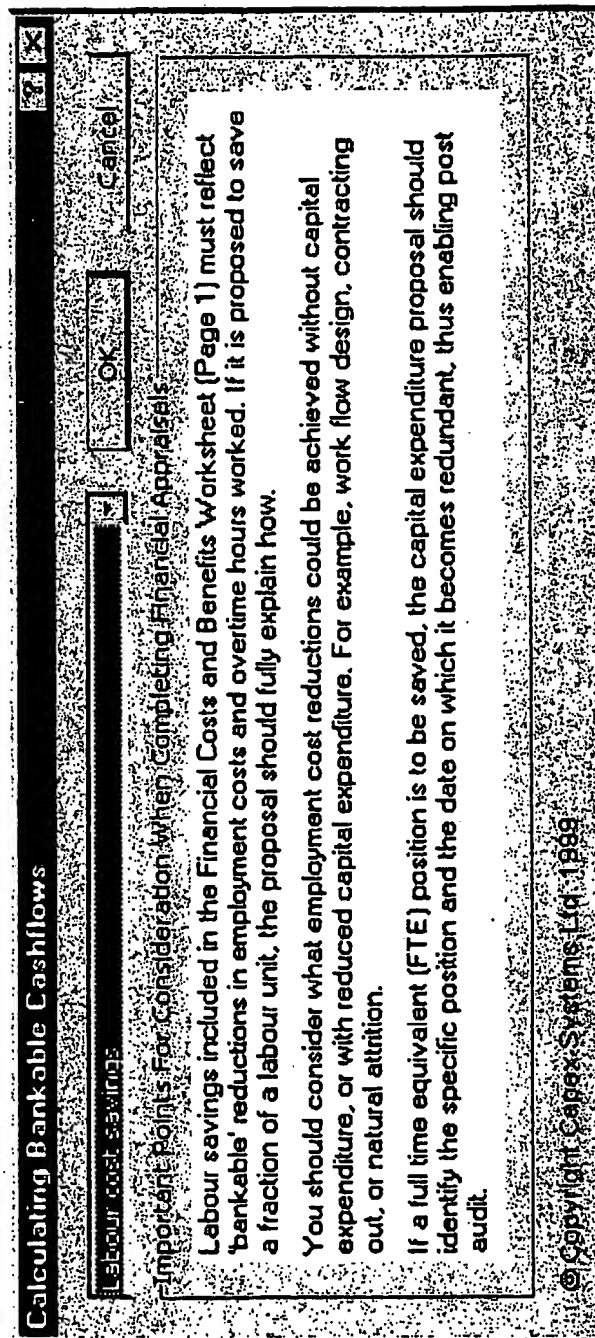 Calculating Bankable Cashflows
? X
Labour cost savings
OK
Cancel
Important Points For Consideration When Completing Financial Appraisals
Labour savings included in the Financial Costs and Benefits Worksheet (Page 1) must reflect
'bankable' reductions in employment costs and overtime hours worked. If it is proposed to save
a fraction of a labour unit, the proposal should fully explain how.
You should consider what employment cost reductions could be achieved without capital
expenditure, or with reduced capital expenditure. For example, work flow design, contracting
out, or natural attrition.
If a full time equivalent (FTE) position is to be saved, the capital expenditure proposal should
identify the specific position and the date on which it becomes redundant, thus enabling post
audit.
© Copyright Capex Systems Ltd 1999